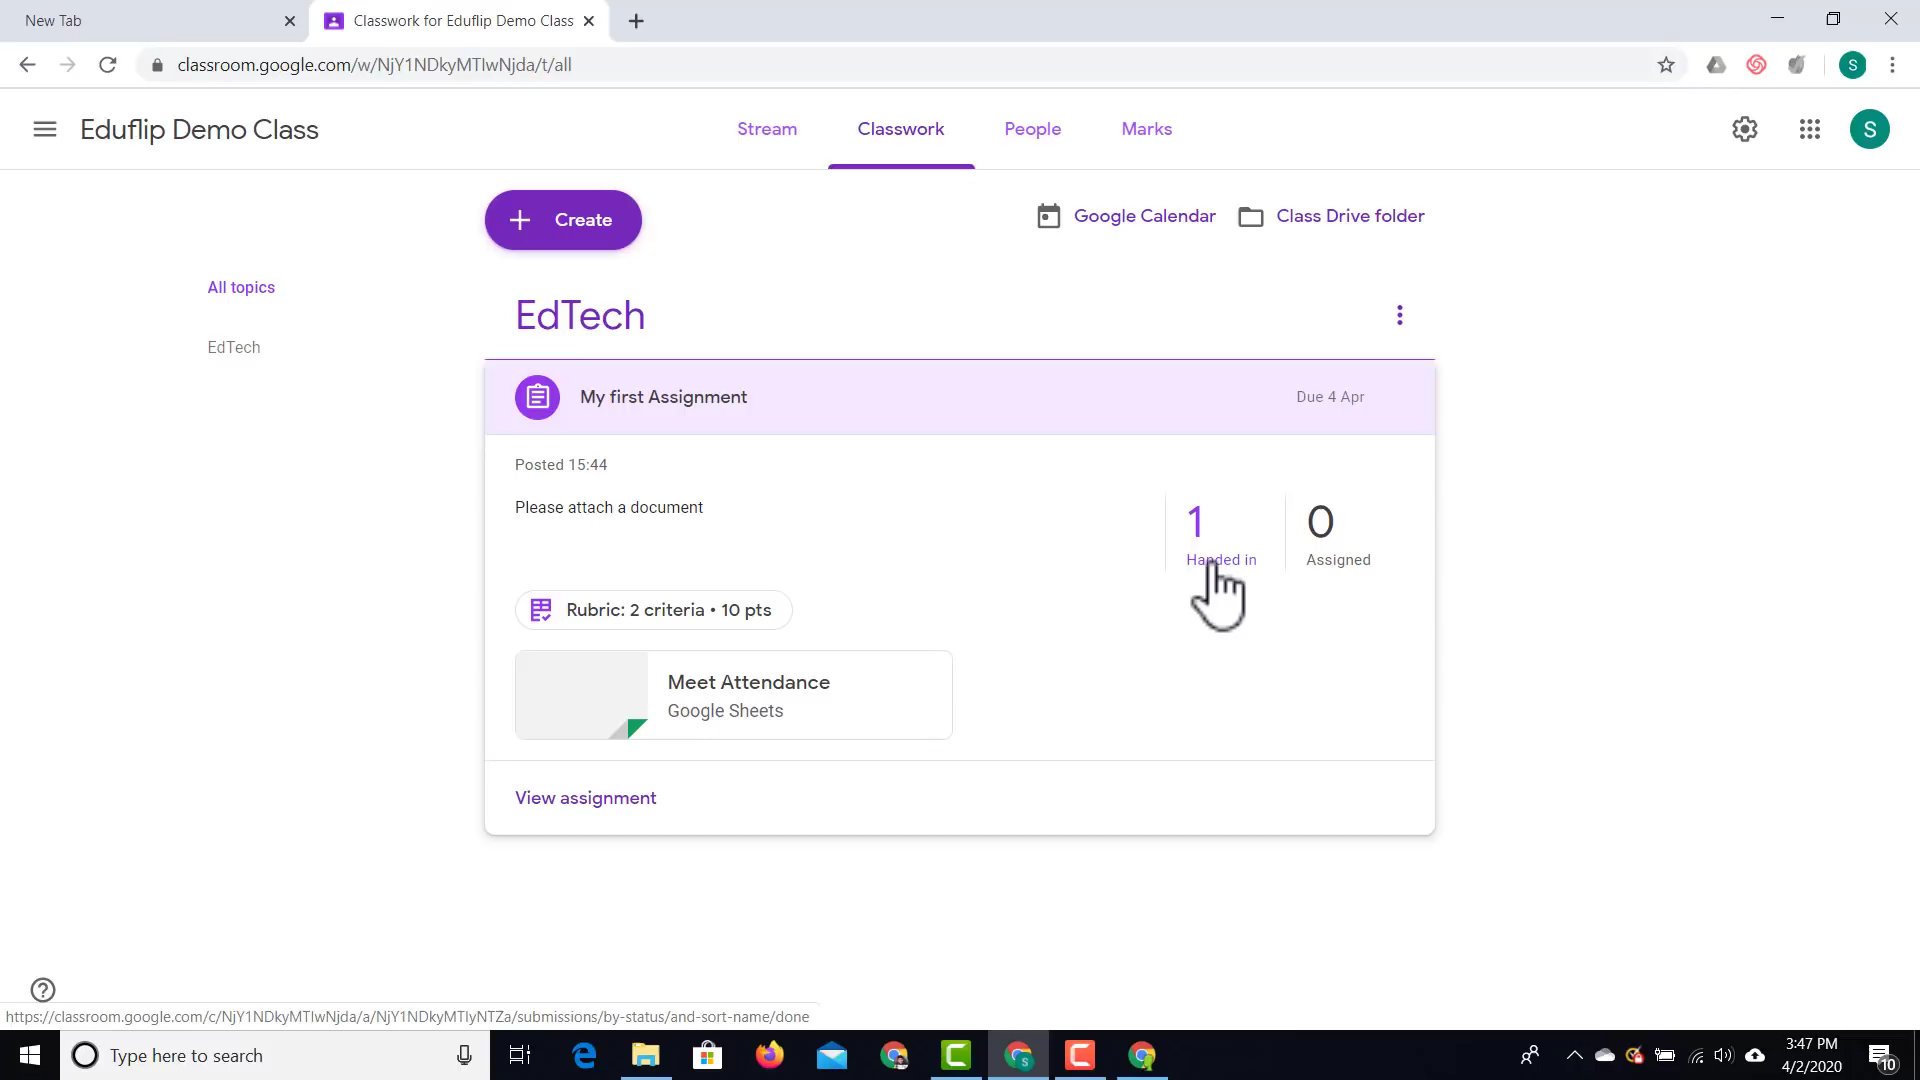 New Tab
Classwork for Eduflip Demo Class
classroom.google.com/w/NjY1NDkyMTIwNjda/t/all
S
Eduflip Demo Class
Stream
Classwork
People
Marks
S
Create
Google Calendar
Class Drive folder
All topics
EdTech
EdTech
My first Assignment
Due 4 Apr
Posted 15:44
Please attach a document
1
Handed in
0
Assigned
Rubric: 2 criteria • 10 pts
Meet Attendance
Google Sheets
View assignment
https://classroom.google.com/c/NjY1NDkyMTIwNjda/a/NjY1NDkyMTIyNTZa/submissions/by-status/and-sort-name/done
Type here to search
3:47 PM
4/2/2020
10